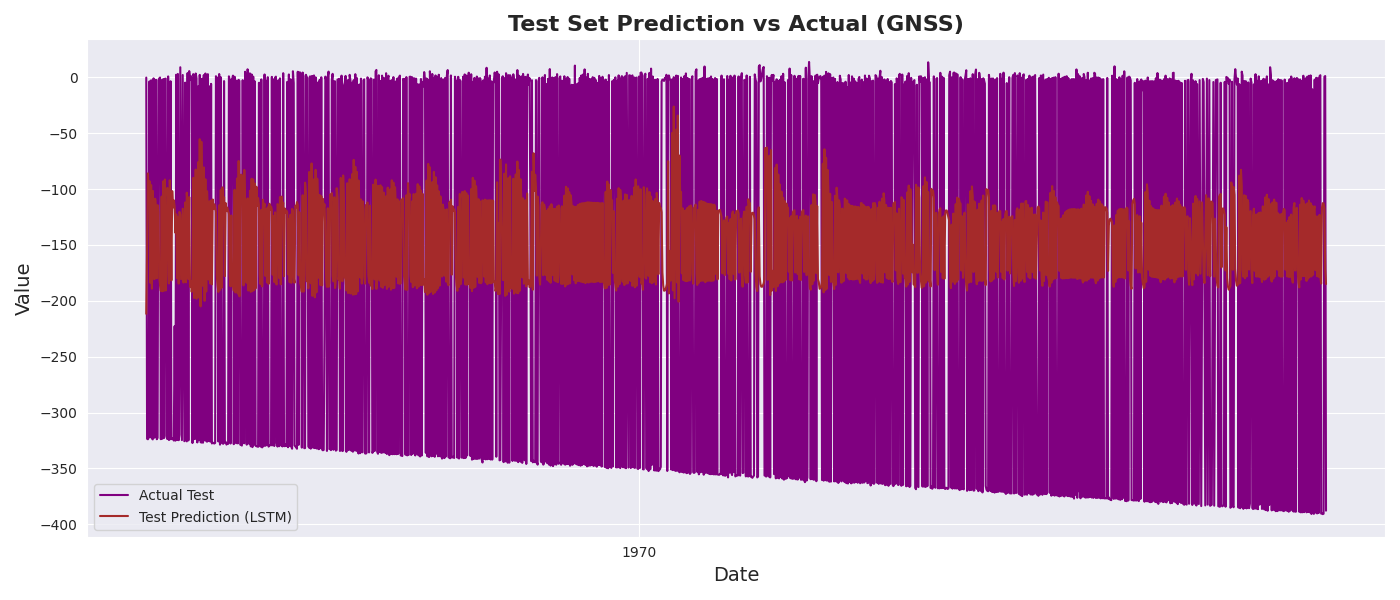 Test Set Prediction vs Actual (GNSS)
Value
0
−50
−100
−150
−200
−250
−300
−350
−400
Actual Test
Test Prediction (LSTM)
1970
Date